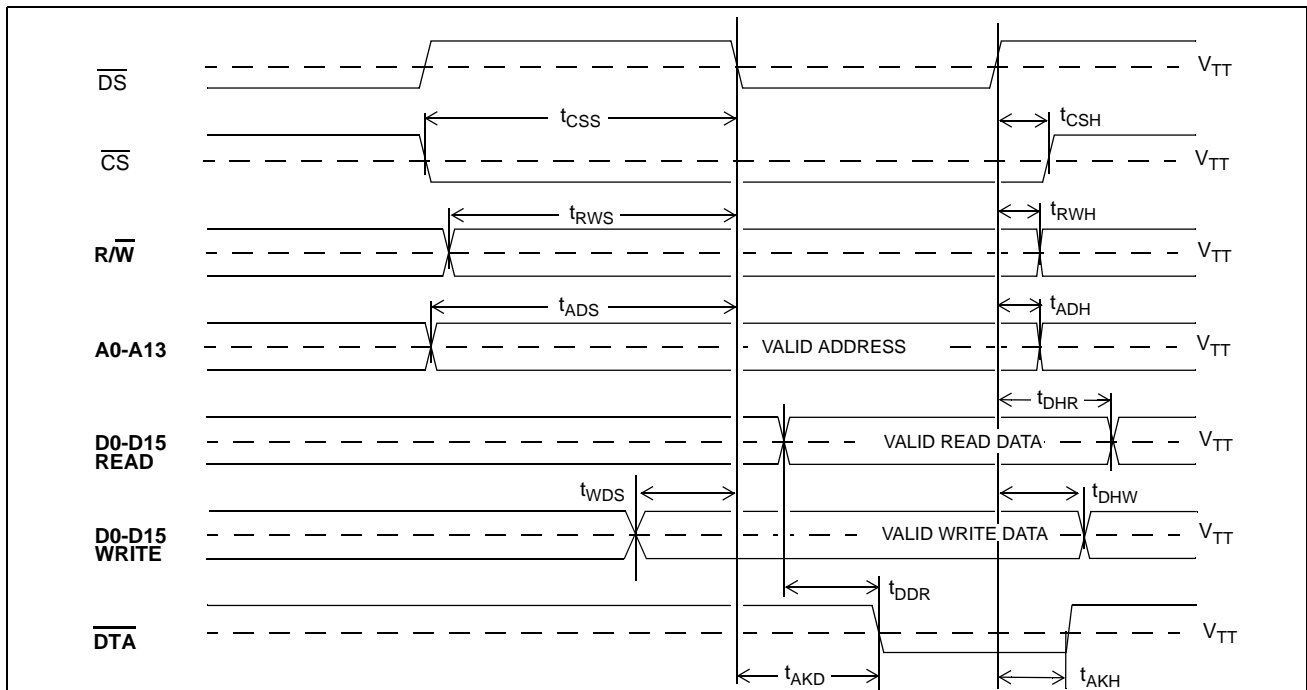 DS VTT
tCSS tCSH
CS VTT
tRWS tRWH
R/W VTT
tADS tADH
A0-A13 VALID ADDRESS VTT
tDHR
D0-D15 READ VALID READ DATA VTT
tWDS tDHW
D0-D15 WRITE VALID WRITE DATA VTT
tDDR
DTA VTT
tAKD tAKH